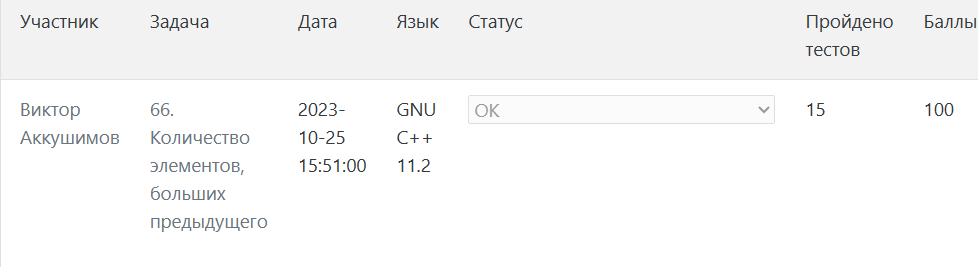 Участник Задача Дата Язык Статус Пройдено Баллы
тестов
Виктор 66. 2023- GNU OK 15 100
Аккушимов Количество 10-25 C++
элементов, 15:51:00 11.2
больших
предыдущего